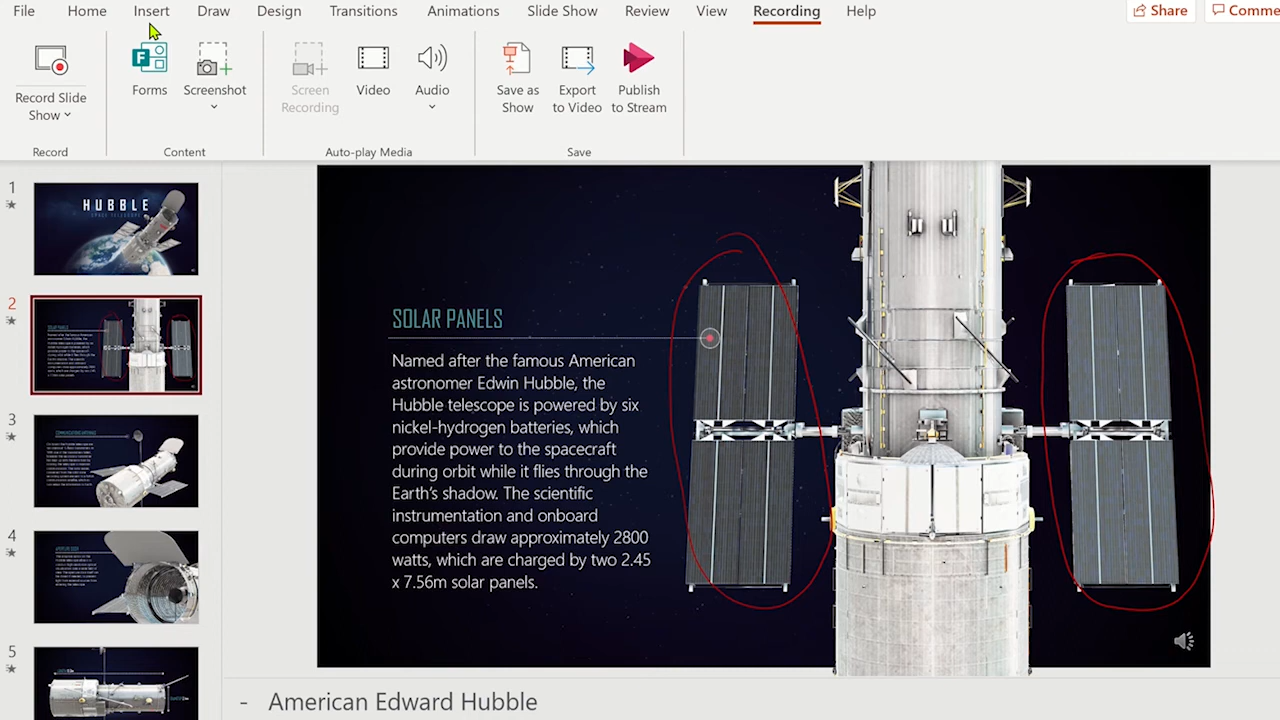 File Home Insert Draw Design Transitions Animations Slide Show Review View Recording Help Share Comme
Record Slide Show
Forms
Screenshot
Screen Recording
Video
Audio
Save as Show
Export to Video
Publish to Stream
Record
Content
Auto-play Media
Save
1
HUBBLE
SPACE TELESCOPE
2
SOLAR PANELS
3
4
5
SOLAR PANELS
Named after the famous American
astronomer Edwin Hubble, the
Hubble telescope is powered by six
nickel-hydrogen batteries, which
provide power to the spacecraft
during orbit while it flies through the
Earth's shadow. The scientific
instrumentation and onboard
computers draw approximately 2800
watts, which are charged by two 2.45
x 7.56m solar panels.
- American Edward Hubble